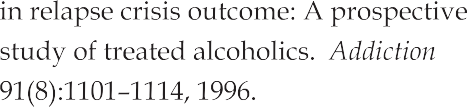 in relapse crisis outcome: A prospective
study of treated alcoholics.  Addiction
91(8):1101–1114, 1996.